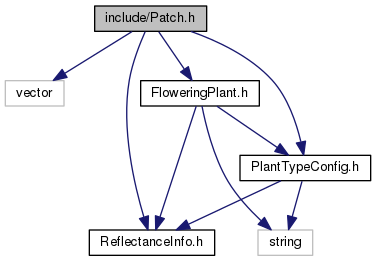 include/Patch.h
vector
FloweringPlant.h
PlantTypeConfig.h
ReflectanceInfo.h
string